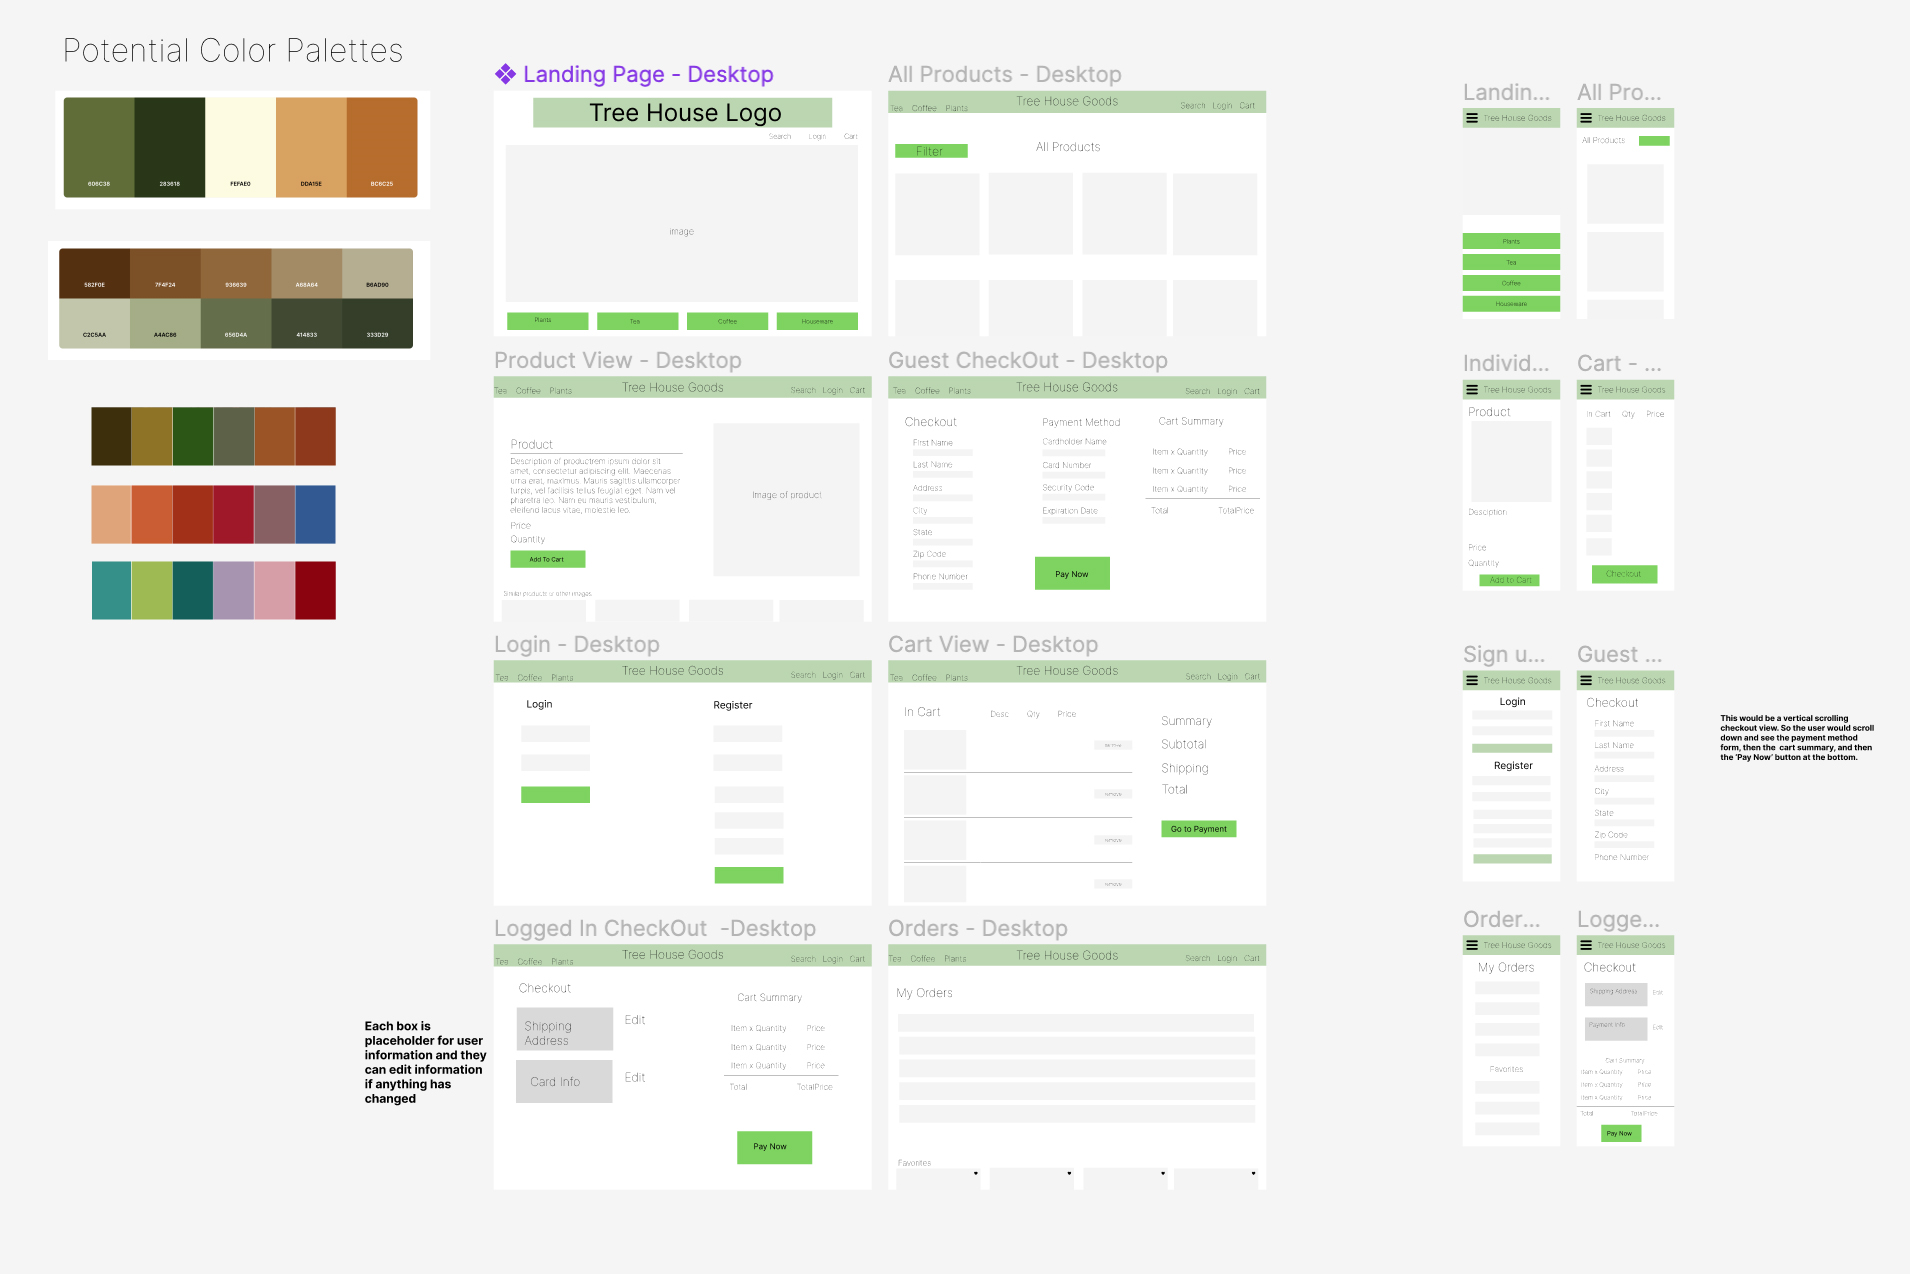 Potential Color Palettes
606C38
283618
FEFAE0
DDA15E
BC6C25
582F0E
7F4F24
936639
A68A64
B6AD90
C2C5AA
A4AC86
656D4A
414833
333D29
Landing Page - Desktop
Tree House Logo
Search Login Cart
image
Plants
Tea
Coffee
Houseware
All Products - Desktop
Tea Coffee Plants
Tree House Goods
Search Login Cart
Filter
All Products
Product View - Desktop
Tea Coffee Plants
Tree House Goods
Search Login Cart
Product
Description of productrem ipsum dolor sit
amet, consectetur adipiscing elit. Maecenas
urna erat, maximus. Mauris sagittis ullamcorper
turpis, vel facilisis tellus feugiat eget. Nam vel
pharetra leo. Nam eu mauris vestibulum,
eleifend lacus vitae, molestie leo.
Price
Quantity
Add To Cart
Image of product
Similar products or other images
Guest CheckOut - Desktop
Tea Coffee Plants
Tree House Goods
Search Login Cart
Checkout
First Name
Last Name
Address
City
State
Zip Code
Phone Number
Payment Method
Cardholder Name
Card Number
Security Code
Expiration Date
Pay Now
Cart Summary
Item x Quantity Price
Item x Quantity Price
Item x Quantity Price
Total TotalPrice
Login - Desktop
Tea Coffee Plants
Tree House Goods
Search Login Cart
Login
Register
Cart View - Desktop
Tea Coffee Plants
Tree House Goods
Search Login Cart
In Cart
Desc Qty Price
remove
remove
remove
Summary
Subtotal
Shipping
Total
Go to Payment
Logged In CheckOut -Desktop
Tea Coffee Plants
Tree House Goods
Search Login Cart
Checkout
Shipping
Address
Edit
Card Info
Edit
Cart Summary
Item x Quantity Price
Item x Quantity Price
Item x Quantity Price
Total TotalPrice
Pay Now
Each box is
placeholder for user
information and they
can edit information
if anything has
changed
Orders - Desktop
Tea Coffee Plants
Tree House Goods
Search Login Cart
My Orders
Favorites
Landin...
Tree House Goods
Plants
Tea
Coffee
Houseware
All Pro...
Tree House Goods
All Products
Individ...
Tree House Goods
Product
Desciption
Price
Quantity
Add to Cart
Cart - ...
Tree House Goods
In Cart Qty Price
Checkout
Sign u...
Tree House Goods
Login
Register
Guest ...
Tree House Goods
Checkout
First Name
Last Name
Address
City
State
Zip Code
Phone Number
This would be a vertical scrolling
checkout view. So the user would scroll
down and see the payment method
form, then the cart summary, and then
the 'Pay Now' button at the bottom.
Order...
Tree House Goods
My Orders
Favorites
Logge...
Tree House Goods
Checkout
Shipping Address
Edit
Payment Info
Edit
Cart Summary
Item x Quantity Price
Item x Quantity Price
Item x Quantity Price
Total TotalPrice
Pay Now